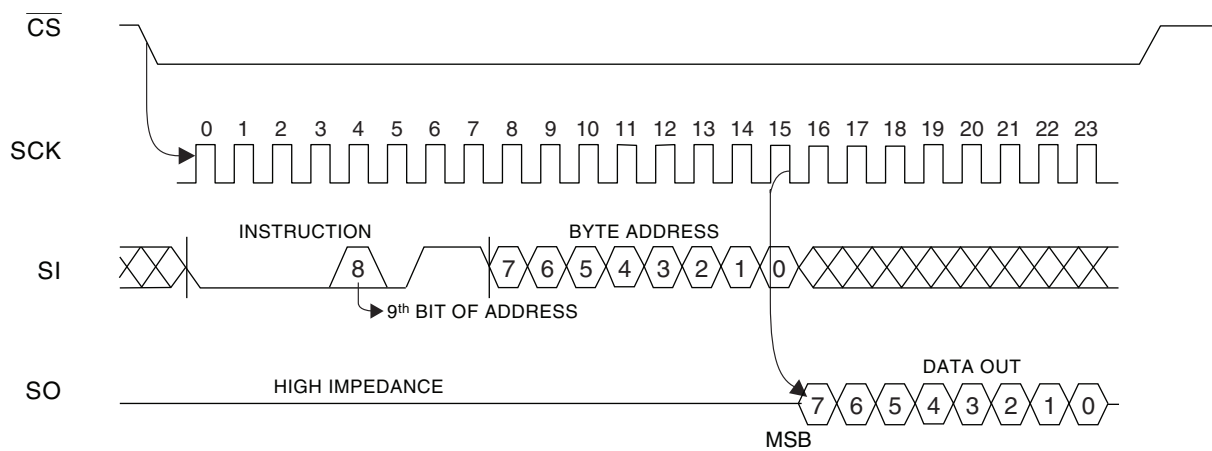 CS
SCK
0 1 2 3 4 5 6 7 8 9 10 11 12 13 14 15 16 17 18 19 20 21 22 23
INSTRUCTION
BYTE ADDRESS
SI
8
7 6 5 4 3 2 1 0
9th BIT OF ADDRESS
DATA OUT
SO
HIGH IMPEDANCE
7 6 5 4 3 2 1 0
MSB